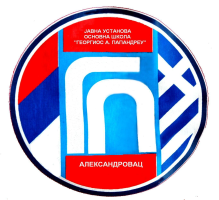 ЈАВНА УСТАНОВА
ОСНОВНА ШКОЛА
"ГЕОРГИОС А. ПАПАНДРЕУ"
АЛЕКСАНДРОВАЦ